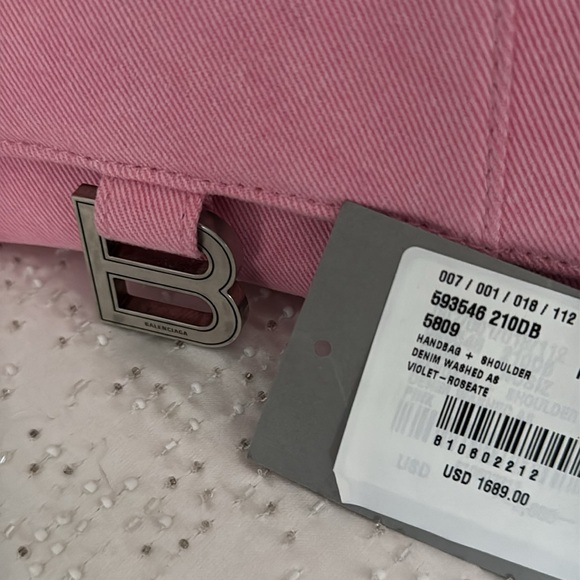 BALENCIAGA
007 / 001 / 018 / 112
593546 210DB
5809
HANDBAG + SHOULDER
DENIM WASHED AS
VIOLET-ROSEATE
810602212
USD 1689.00